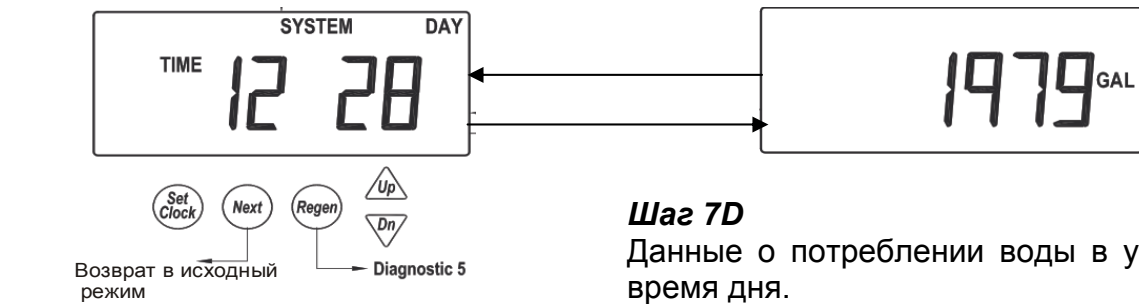 SYSTEM DAY
TIME 12 28
1979 GAL
Set Clock Next Regen Up
Dn
Возврат в исходный режим
Diagnostic 5
Шаг 7D
Данные о потреблении воды в у
время дня.